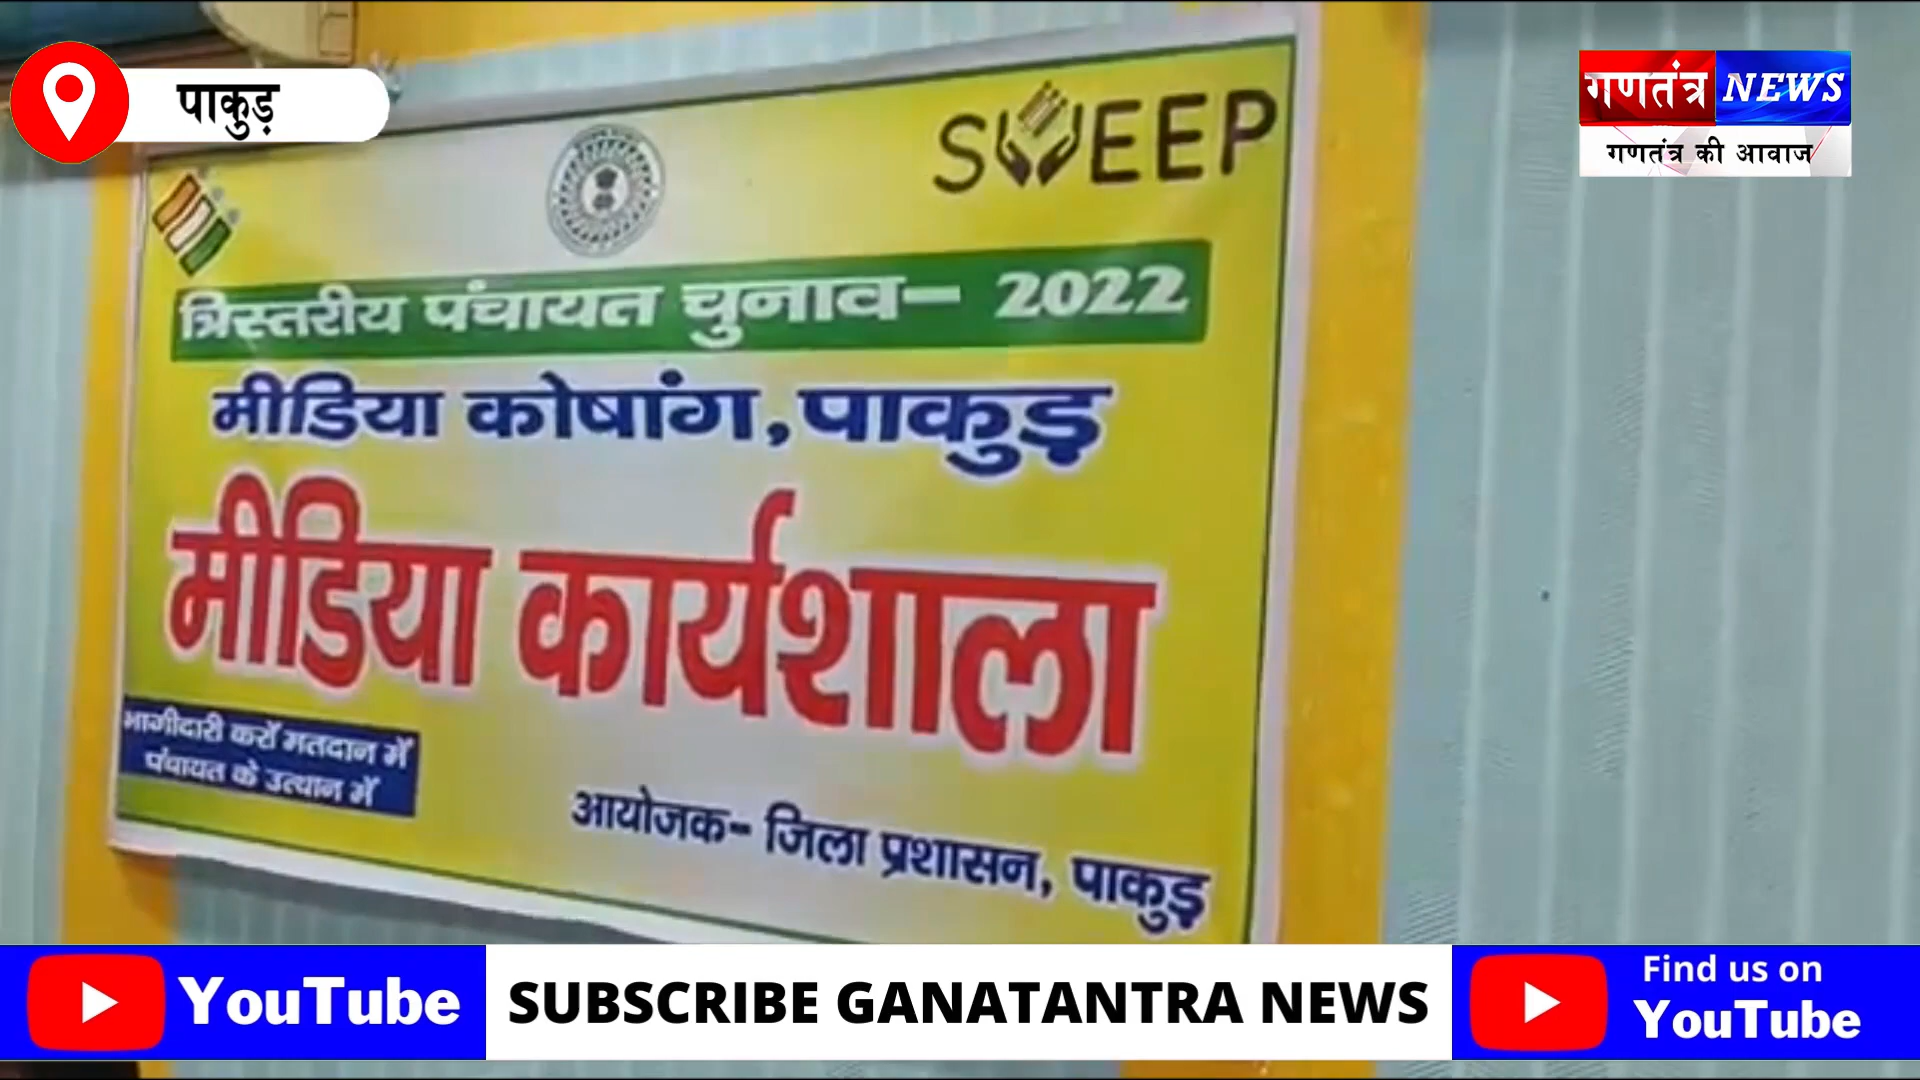 पाकुड़
गणतंत्र NEWS
गणतंत्र की आवाज
SWEEP
त्रिस्तरीय पंचायत चुनाव- 2022
मीडिया कोषांग, पाकुड़
मीडिया कार्यशाला
भागीदारी करॉ मतदान में
पंचायत के उत्थान में
आयोजक- जिला प्रशासन, पाकुड़
YouTube
SUBSCRIBE GANATANTRA NEWS
Find us on
YouTube